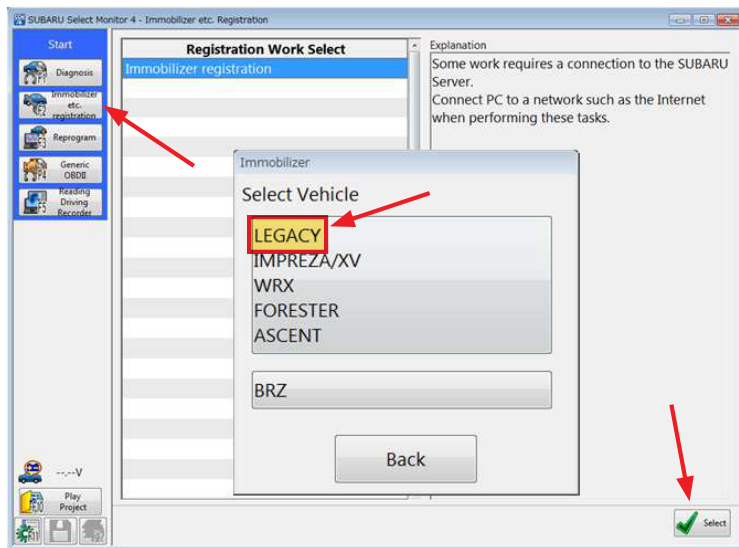 SUBARU Select Monitor 4 - Immobilizer etc. Registration
Start
Diagnosis
Immobilizer
etc.
registration
Reprogram
Generic
OBDII
Reading
Driving
Recorder
--.--V
Play
Project
Registration Work Select
Immobilizer registration
Explanation
Some work requires a connection to the SUBARU
Server.
Connect PC to a network such as the Internet
when performing these tasks.
Immobilizer
Select Vehicle
LEGACY
IMPREZA/XV
WRX
FORESTER
ASCENT
BRZ
Back
Select